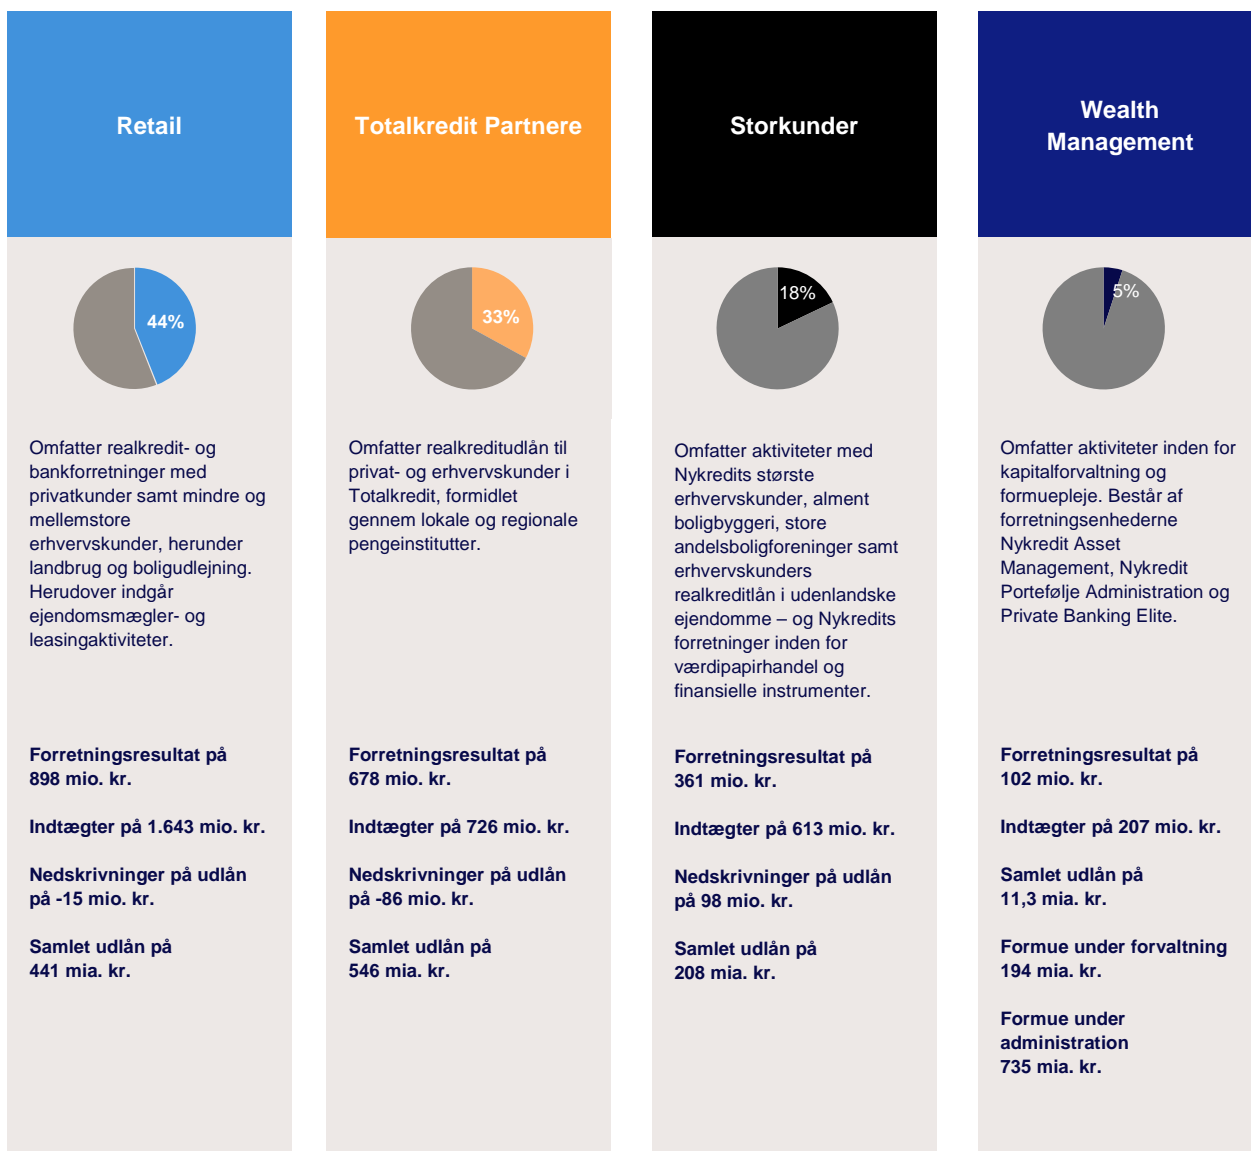 Retail
44%
Omfatter realkredit- og
bankforretninger med
privatkunder samt mindre og
mellemstore
erhvervskunder, herunder
landbrug og boligudlejning.
Herudover indgår
ejendomsmægler- og
leasingaktiviteter.
Forretningsresultat på
898 mio. kr.
Indtægter på 1.643 mio. kr.
Nedskrivninger på udlån
på -15 mio. kr.
Samlet udlån på
441 mia. kr.
Totalkredit Partnere
33%
Omfatter realkreditudlån til
privat- og erhvervskunder i
Totalkredit, formidlet
gennem lokale og regionale
pengeinstitutter.
Forretningsresultat på
678 mio. kr.
Indtægter på 726 mio. kr.
Nedskrivninger på udlån
på -86 mio. kr.
Samlet udlån på
546 mia. kr.
Storkunder
18%
Omfatter aktiviteter med
Nykredits største
erhvervskunder, alment
boligbyggeri, store
andelsboligforeninger samt
erhvervskunders
realkreditlån i udenlandske
ejendomme – og Nykredits
forretninger inden for
værdipapirhandel og
finansielle instrumenter.
Forretningsresultat på
361 mio. kr.
Indtægter på 613 mio. kr.
Nedskrivninger på udlån
på 98 mio. kr.
Samlet udlån på
208 mia. kr.
Wealth
Management
5%
Omfatter aktiviteter inden for
kapitalforvaltning og
formuepleje. Består af
forretningsenhederne
Nykredit Asset
Management, Nykredit
Portefølje Administration og
Private Banking Elite.
Forretningsresultat på
102 mio. kr.
Indtægter på 207 mio. kr.
Samlet udlån på
11,3 mia. kr.
Formue under forvaltning
194 mia. kr.
Formue under
administration
735 mia. kr.